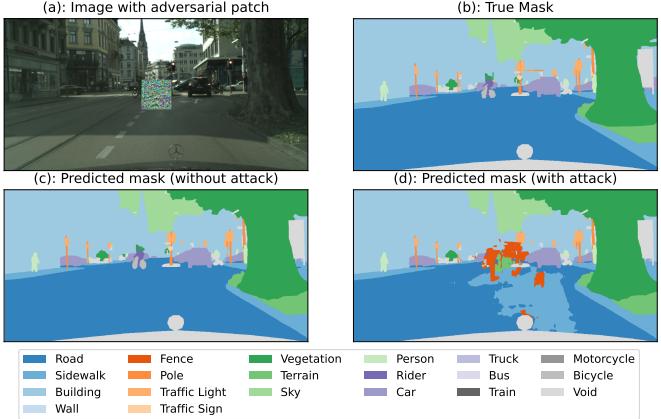 (a): Image with adversarial patch
(b): True Mask
(c): Predicted mask (without attack)
(d): Predicted mask (with attack)
Road
Sidewalk
Building
Wall
Fence
Pole
Traffic Light
Traffic Sign
Vegetation
Terrain
Sky
Person
Rider
Car
Truck
Bus
Train
Motorcycle
Bicycle
Void